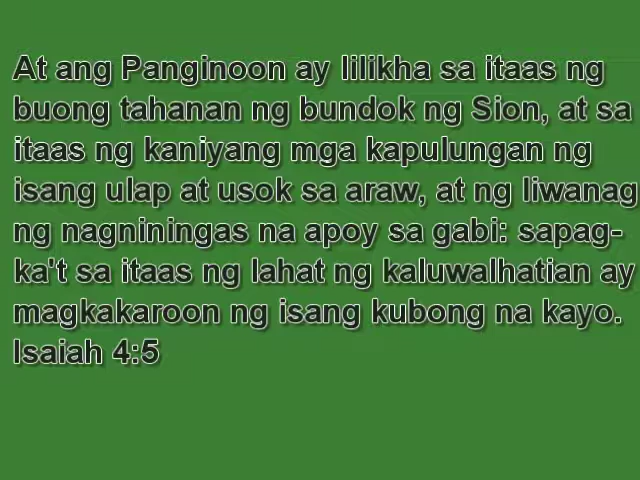 At ang Panginoon ay lilikha sa itaas ng
buong tahanan ng bundok ng Sion, at sa
itaas ng kaniyang mga kapulungan ng
isang ulap at usok sa araw, at ng liwanag
ng nagniningas na apoy sa gabi: sapag-
ka't sa itaas ng lahat ng kaluwalhatian ay
magkakaroon ng isang kubong na kayo.
Isaiah 4:5